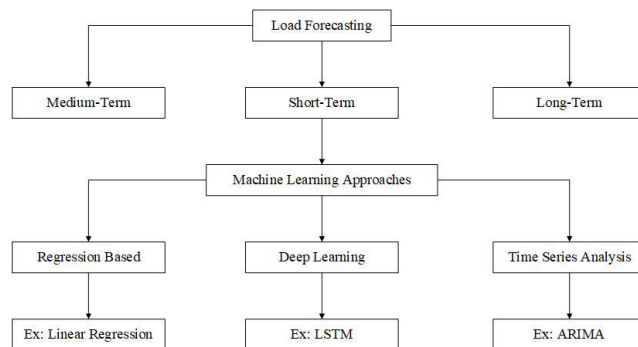 Load Forecasting
Medium-Term
Short-Term
Long-Term
Machine Learning Approaches
Regression Based
Deep Learning
Time Series Analysis
Ex: Linear Regression
Ex: LSTM
Ex: ARIMA